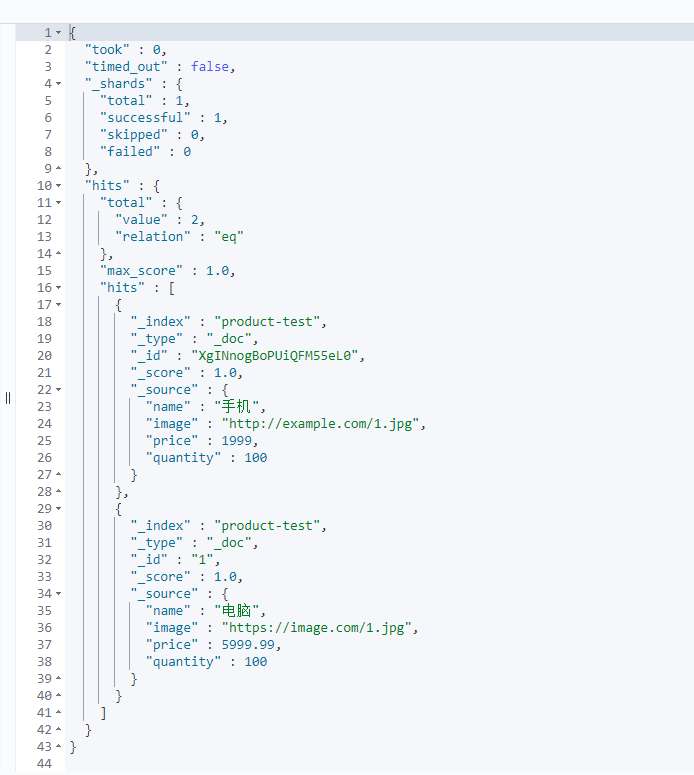 1 {
2 "took" : 0,
3 "timed_out" : false,
4 "_shards" : {
5 "total" : 1,
6 "successful" : 1,
7 "skipped" : 0,
8 "failed" : 0
9 },
10 "hits" : {
11 "total" : {
12 "value" : 2,
13 "relation" : "eq"
14 },
15 "max_score" : 1.0,
16 "hits" : [
17 {
18 "_index" : "product-test",
19 "_type" : "_doc",
20 "_id" : "XgINnogBoPUiQFM55eL0",
21 "_score" : 1.0,
22 "_source" : {
23 "name" : "手机",
24 "image" : "http://example.com/1.jpg",
25 "price" : 1999,
26 "quantity" : 100
27 }
28 },
29 {
30 "_index" : "product-test",
31 "_type" : "_doc",
32 "_id" : "1",
33 "_score" : 1.0,
34 "_source" : {
35 "name" : "电脑",
36 "image" : "https://image.com/1.jpg",
37 "price" : 5999.99,
38 "quantity" : 100
39 }
40 }
41 ]
42 }
43 }
44